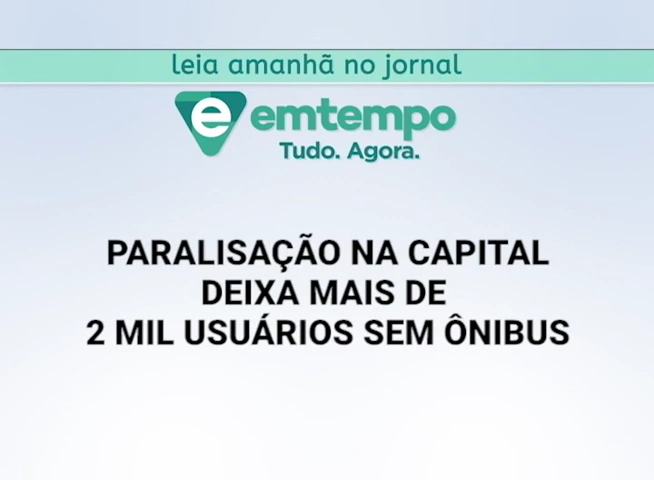 leia amanhã no jornal
e emtempo
Tudo. Agora.
PARALISAÇÃO NA CAPITAL
DEIXA MAIS DE
2 MIL USUÁRIOS SEM ÔNIBUS